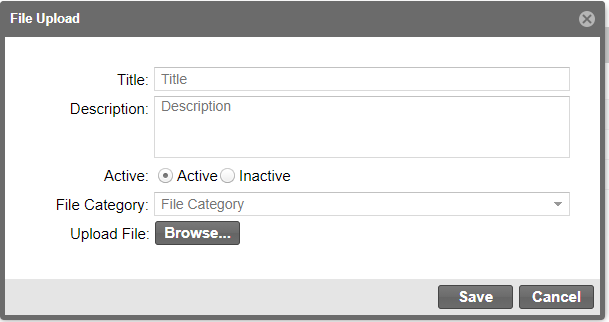 File Upload
Title: Title
Description: Description
Active: Active Inactive
File Category: File Category
Upload File: Browse...
Save Cancel